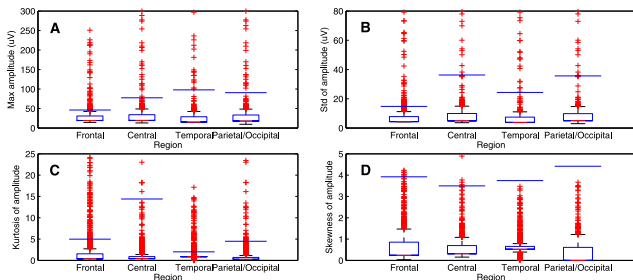 A
Max amplitude (uV)
300
250
200
150
100
50
0
Frontal Central Temporal Parietal/Occipital
Region
B
Std of amplitude (uV)
80
60
40
20
0
Frontal Central Temporal Parietal/Occipital
Region
C
Kurtosis of amplitude
25
20
15
10
5
0
Frontal Central Temporal Parietal/Occipital
Region
D
Skewness of amplitude
5
4
3
2
1
0
Frontal Central Temporal Parietal/Occipital
Region